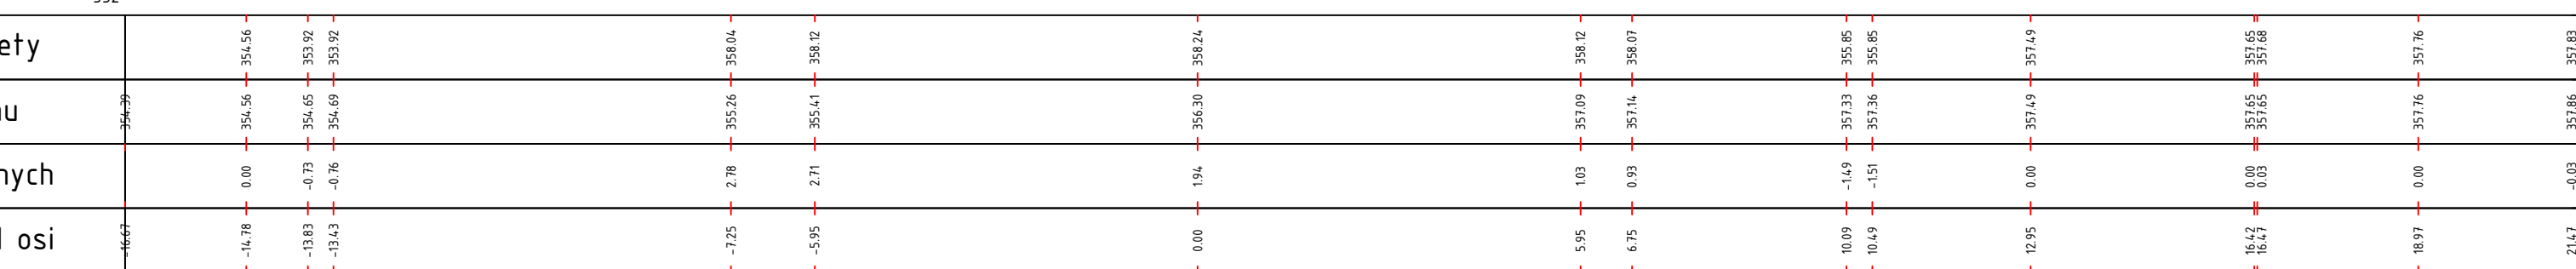 ety 354.56 353.92 353.92 358.04 358.12 358.24 358.12 358.07 355.85 355.85 357.49 357.65 357.68 357.76 357.83
u 354.39 354.56 354.65 354.69 355.26 355.41 356.30 357.09 357.14 357.33 357.36 357.49 357.65 357.65 357.76 357.86
nych 0.00 -0.73 -0.76 2.78 2.71 1.94 1.03 0.93 -1.49 -1.51 0.00 0.00 0.03 0.00 -0.03
osi -16.67 -14.78 -13.83 -13.43 -7.25 -5.95 0.00 5.95 6.75 10.09 10.49 12.95 16.42 16.47 18.97 21.47